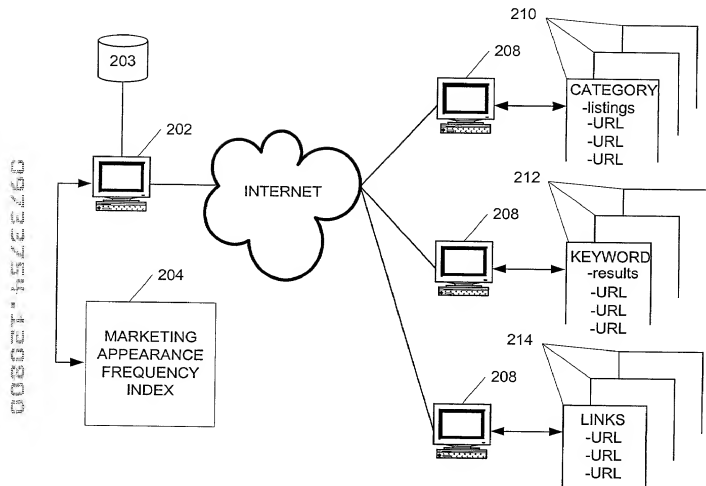 210
208
203
CATEGORY
-listings
-URL
-URL
-URL
202
INTERNET
212
208
KEYWORD
-results
-URL
-URL
-URL
204
MARKETING
APPEARANCE
FREQUENCY
INDEX
214
208
LINKS
-URL
-URL
-URL